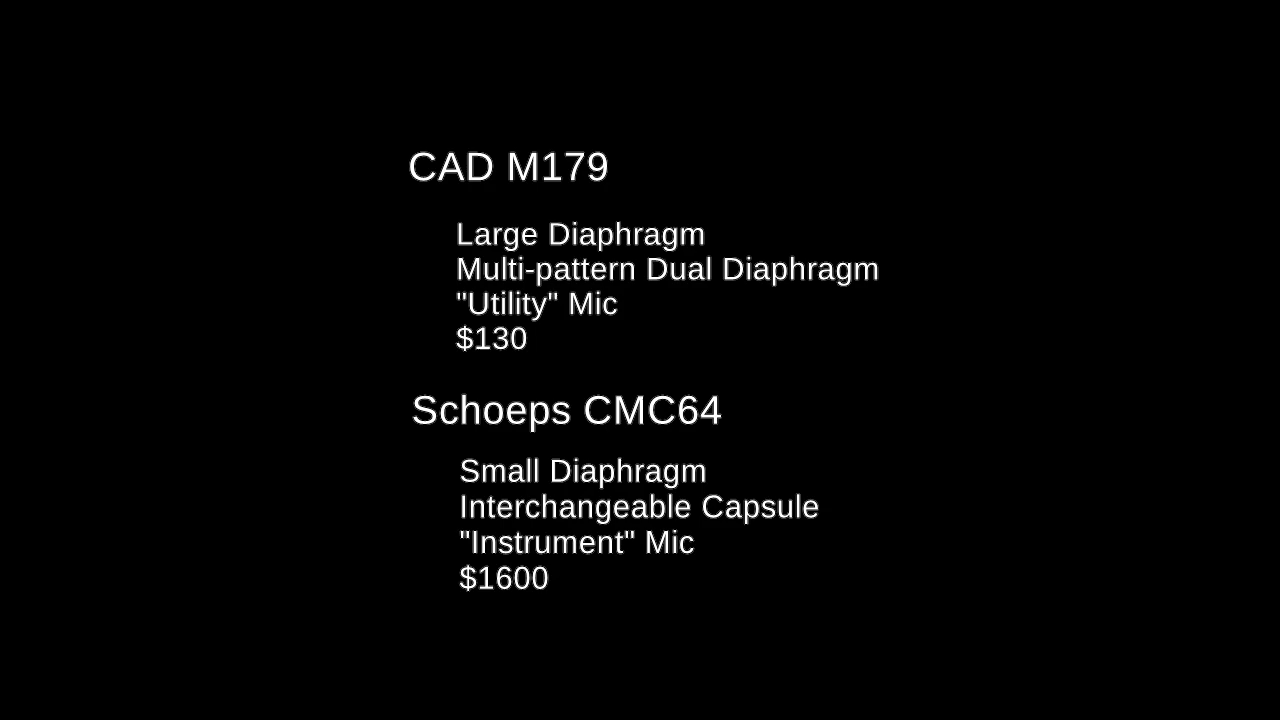 CAD M179
Large Diaphragm
Multi-pattern Dual Diaphragm
"Utility" Mic
$130
Schoeps CMC64
Small Diaphragm
Interchangeable Capsule
"Instrument" Mic
$1600